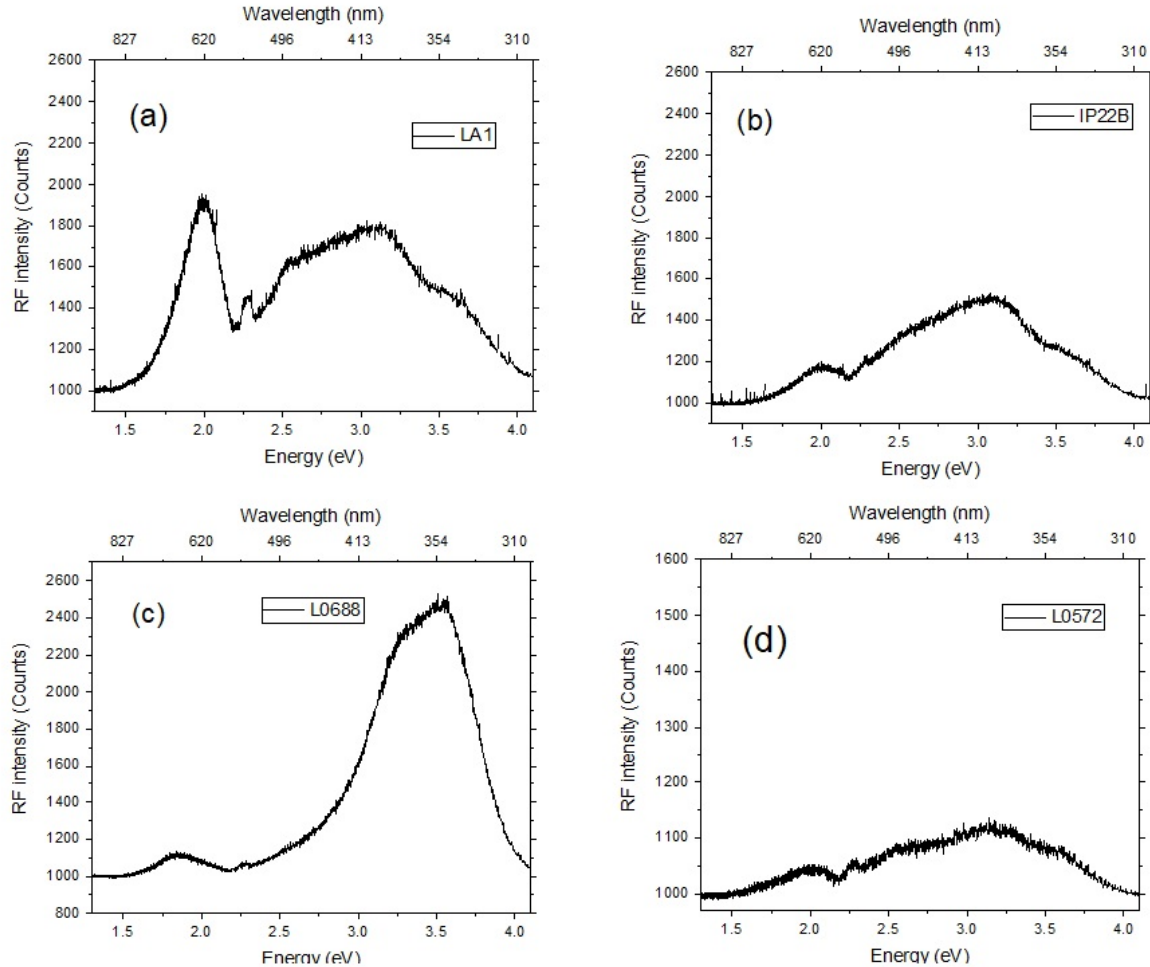 Wavelength (nm)
827 620 496 413 354 310
(a)
LA1
RF intensity (Counts)
2600
2400
2200
2000
1800
1600
1400
1200
1000
1.5 2.0 2.5 3.0 3.5 4.0
Energy (eV)
Wavelength (nm)
827 620 496 413 354 310
(b)
IP22B
RF intensity (Counts)
2600
2400
2200
2000
1800
1600
1400
1200
1000
1.5 2.0 2.5 3.0 3.5 4.0
Energy (eV)
Wavelength (nm)
827 620 496 413 354 310
(c)
L0688
RF intensity (Counts)
2600
2400
2200
2000
1800
1600
1400
1200
1000
800
1.5 2.0 2.5 3.0 3.5 4.0
Energy (eV)
Wavelength (nm)
827 620 496 413 354 310
(d)
L0572
RF intensity (Counts)
1600
1500
1400
1300
1200
1100
1000
1.5 2.0 2.5 3.0 3.5 4.0
Energy (eV)